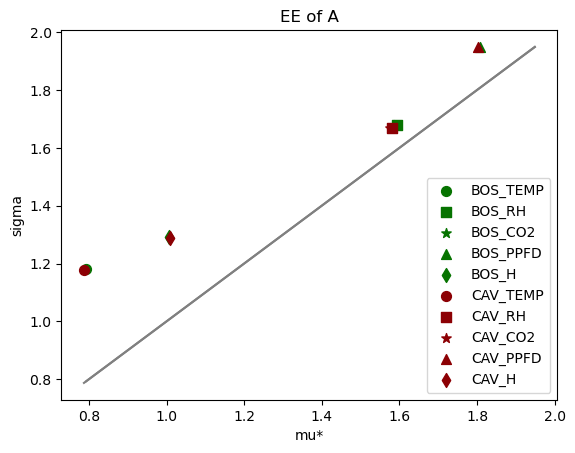 EE of A
2.0
1.8
1.6
1.4
1.2
1.0
0.8
sigma
0.8
1.0
1.2
1.4
1.6
1.8
2.0
mu*
BOS_TEMP
BOS_RH
BOS_CO2
BOS_PPFD
BOS_H
CAV_TEMP
CAV_RH
CAV_CO2
CAV_PPFD
CAV_H